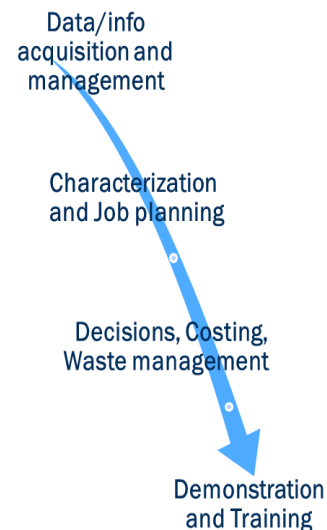 Data/info
acquisition and
management
Characterization
and Job planning
Decisions, Costing,
Waste management
Demonstration
and Training